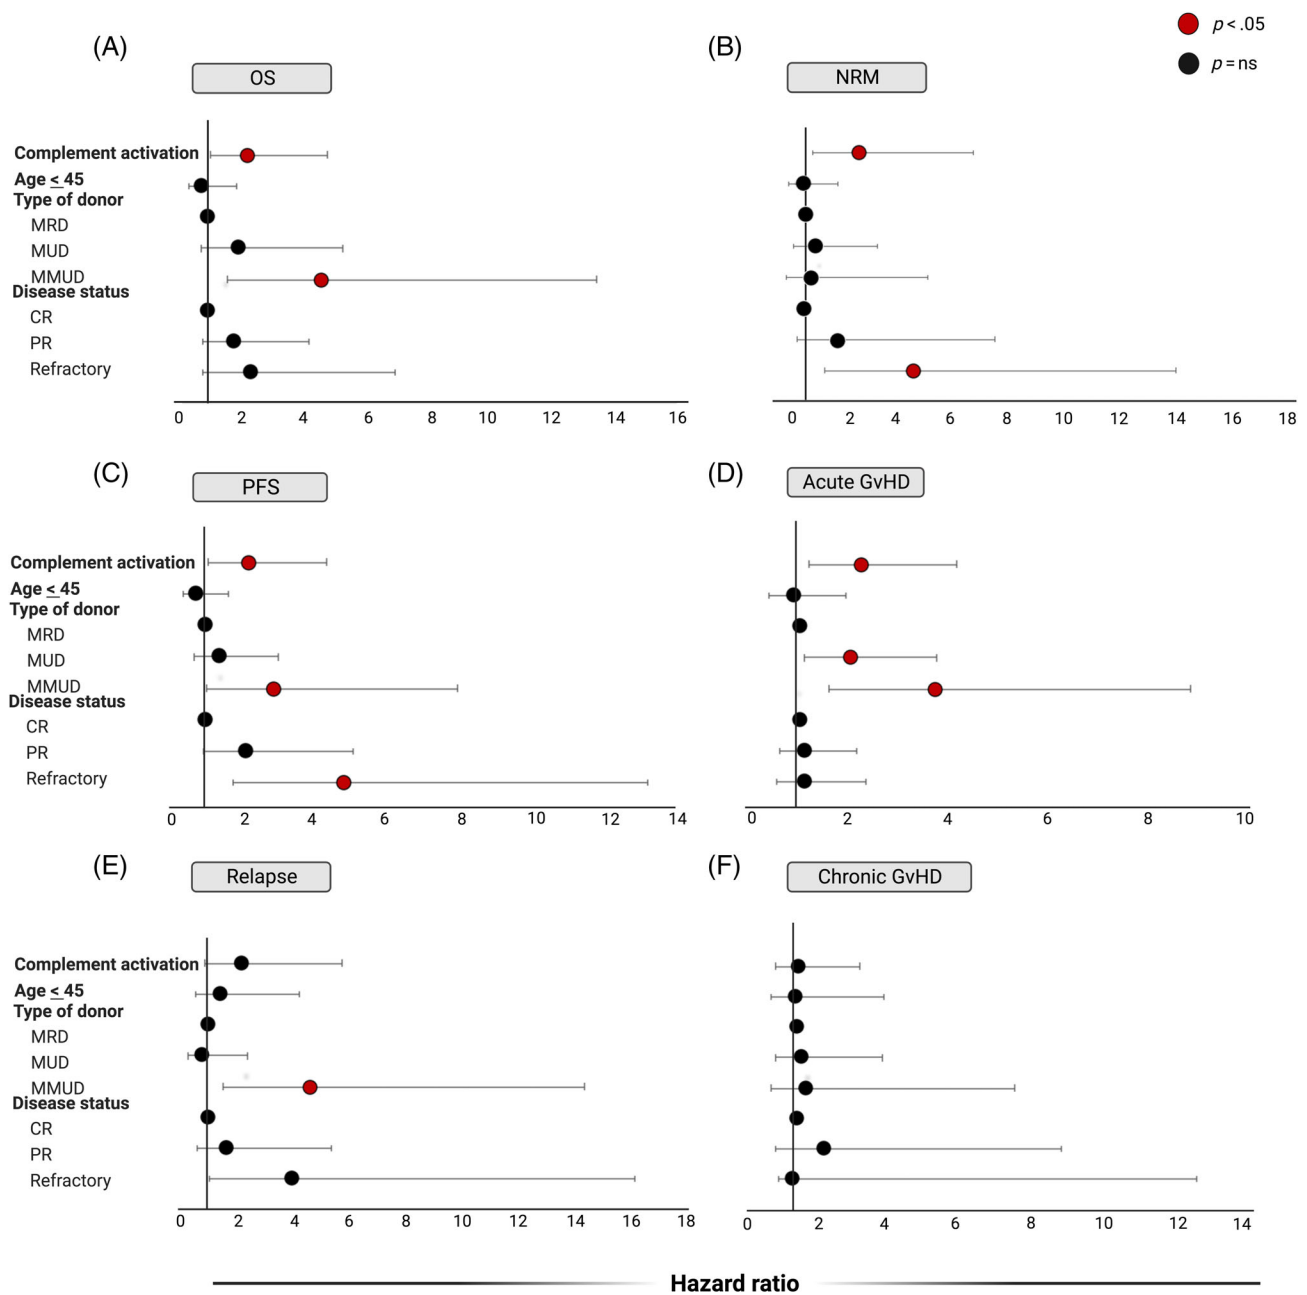 p < .05
p = ns
(A)
OS
Complement activation
Age ≤ 45
Type of donor
MRD
MUD
MMUD
Disease status
CR
PR
Refractory
0 2 4 6 8 10 12 14 16
(B)
NRM
0 2 4 6 8 10 12 14 16 18
(C)
PFS
Complement activation
Age ≤ 45
Type of donor
MRD
MUD
MMUD
Disease status
CR
PR
Refractory
0 2 4 6 8 10 12 14
(D)
Acute GvHD
0 2 4 6 8 10
(E)
Relapse
Complement activation
Age ≤ 45
Type of donor
MRD
MUD
MMUD
Disease status
CR
PR
Refractory
0 2 4 6 8 10 12 14 16 18
(F)
Chronic GvHD
0 2 4 6 8 10 12 14
Hazard ratio